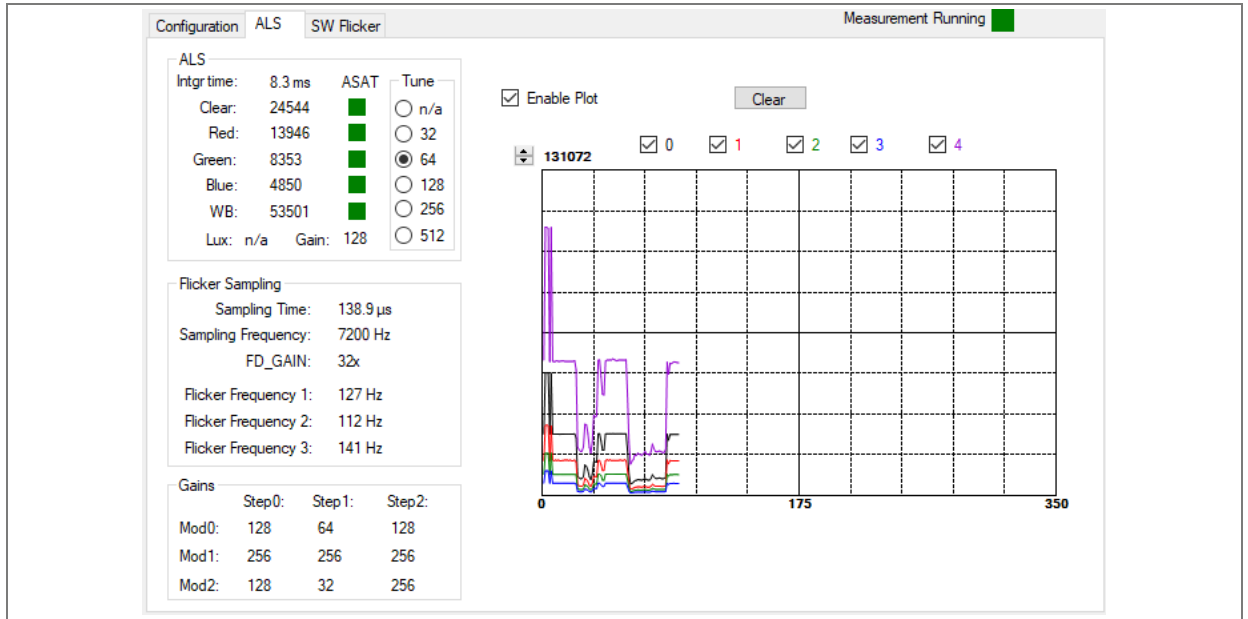 Configuration ALS SW Flicker Measurement Running
ALS
Intgr time: 8.3 ms ASAT Tune
Clear: 24544 n/a
Red: 13946 32
Green: 8353 64
Blue: 4850 128
WB: 53501 256
Lux: n/a Gain: 128 512
Enable Plot Clear
0 1 2 3 4
131072
0 175 350
Flicker Sampling
Sampling Time: 138.9 µs
Sampling Frequency: 7200 Hz
FD_GAIN: 32x
Flicker Frequency 1: 127 Hz
Flicker Frequency 2: 112 Hz
Flicker Frequency 3: 141 Hz
Gains
Step0: Step1: Step2:
Mod0: 128 64 128
Mod1: 256 256 256
Mod2: 128 32 256